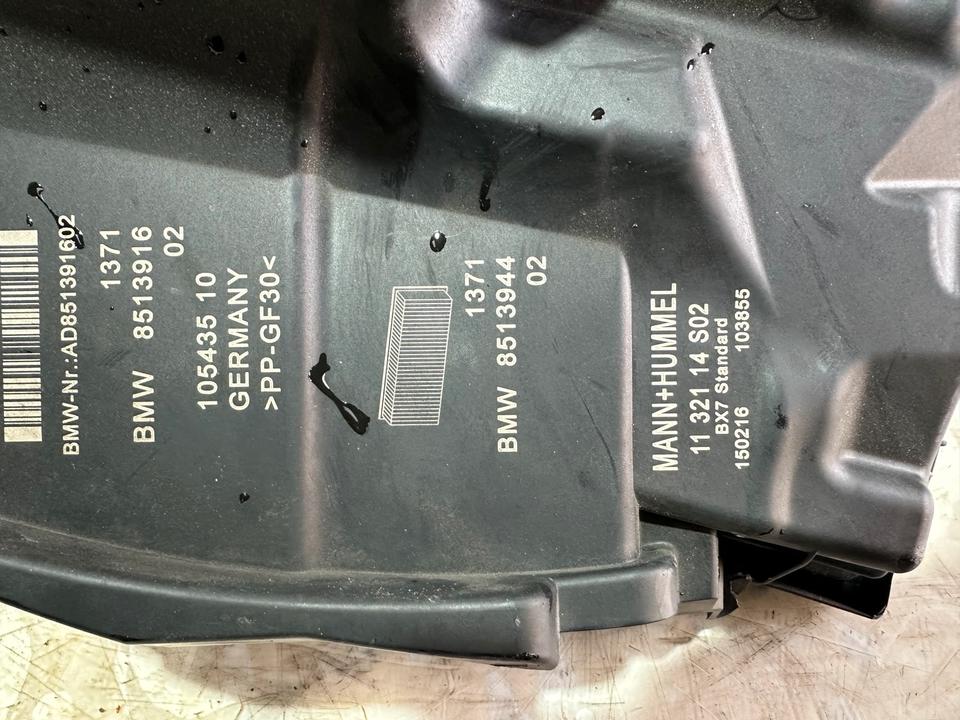 BMW-Nr.:AD8513391602
1371
BMW 8513916
02
105435 10
GERMANY
>PP-GF30<
1371
BMW 8513944
02
MANN+HUMMEL
11 321 14 S02
BX7 Standard
150216 103855